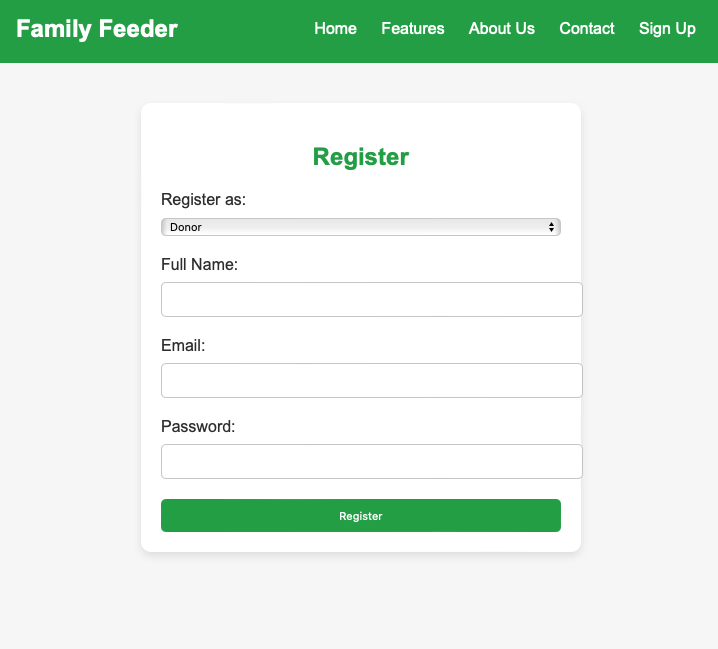 Family Feeder
Home Features About Us Contact Sign Up
Register
Register as:
Donor
Full Name:
Email:
Password:
Register